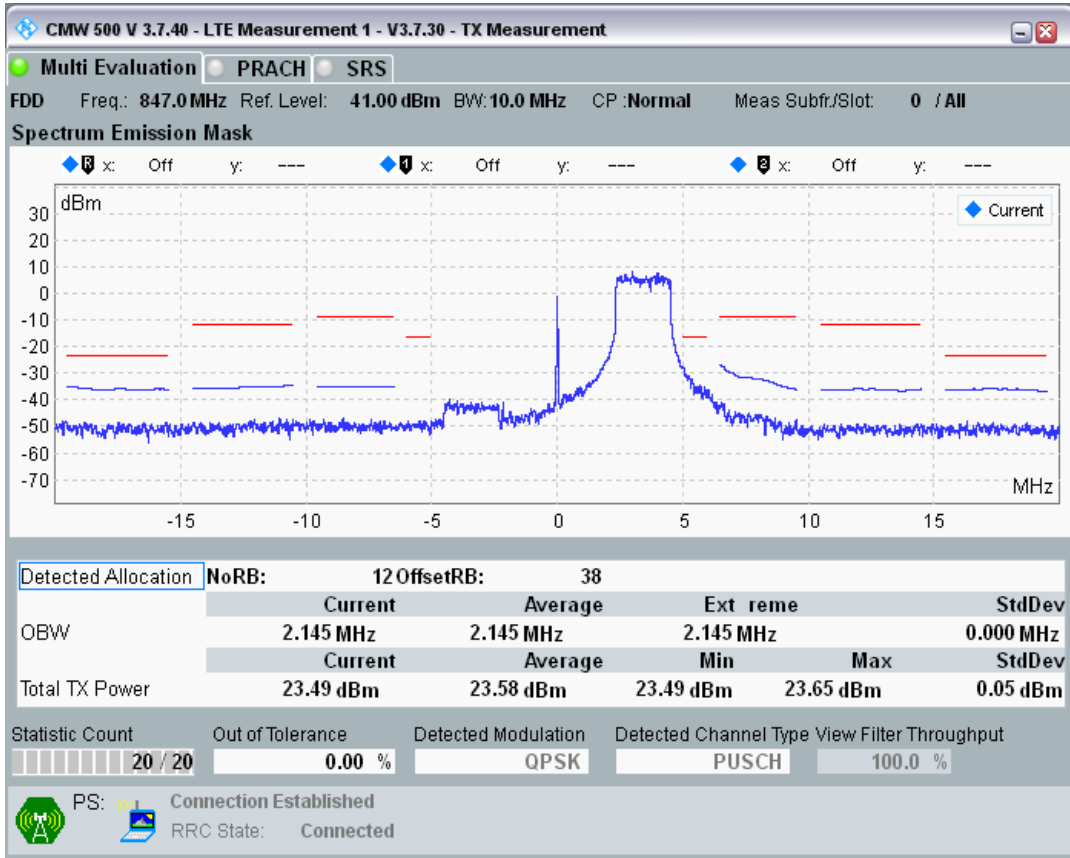 CMW 500 V 3.7.40 - LTE Measurement 1 - V3.7.30 - TX Measurement
Multi Evaluation PRACH SRS
FDD Freq.: 847.0 MHz Ref. Level: 41.00 dBm BW: 10.0 MHz CP :Normal Meas Subfr./Slot: 0 / All
Spectrum Emission Mask
R x: Off y: --- 1 x: Off y: --- 2 x: Off y: ---
dBm
Current
30
20
10
0
-10
-20
-30
-40
-50
-60
-70
MHz
-15 -10 -5 0 5 10 15
Detected Allocation NoRB: 12 OffsetRB: 38
Current Average Ext reme StdDev
OBW 2.145 MHz 2.145 MHz 2.145 MHz 0.000 MHz
Current Average Min Max StdDev
Total TX Power 23.49 dBm 23.58 dBm 23.49 dBm 23.65 dBm 0.05 dBm
Statistic Count Out of Tolerance Detected Modulation Detected Channel Type View Filter Throughput
20 / 20 0.00 % QPSK PUSCH 100.0 %
PS: Connection Established
RRC State: Connected